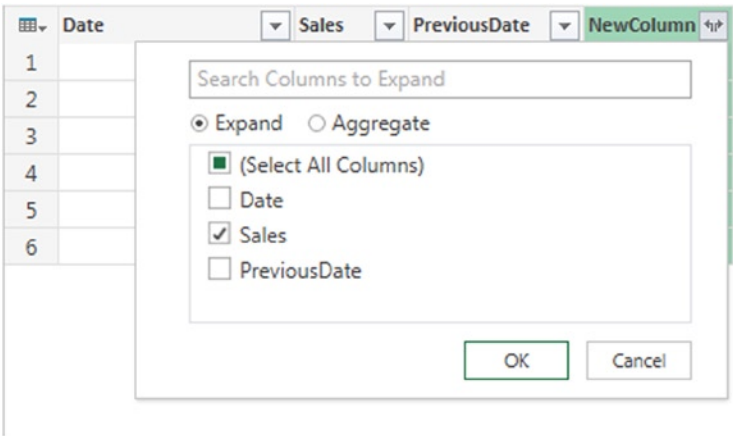 Date Sales PreviousDate NewColumn
1
Search Columns to Expand
2
Expand Aggregate
3
(Select All Columns)
4
Date
5
Sales
6
PreviousDate
OK Cancel